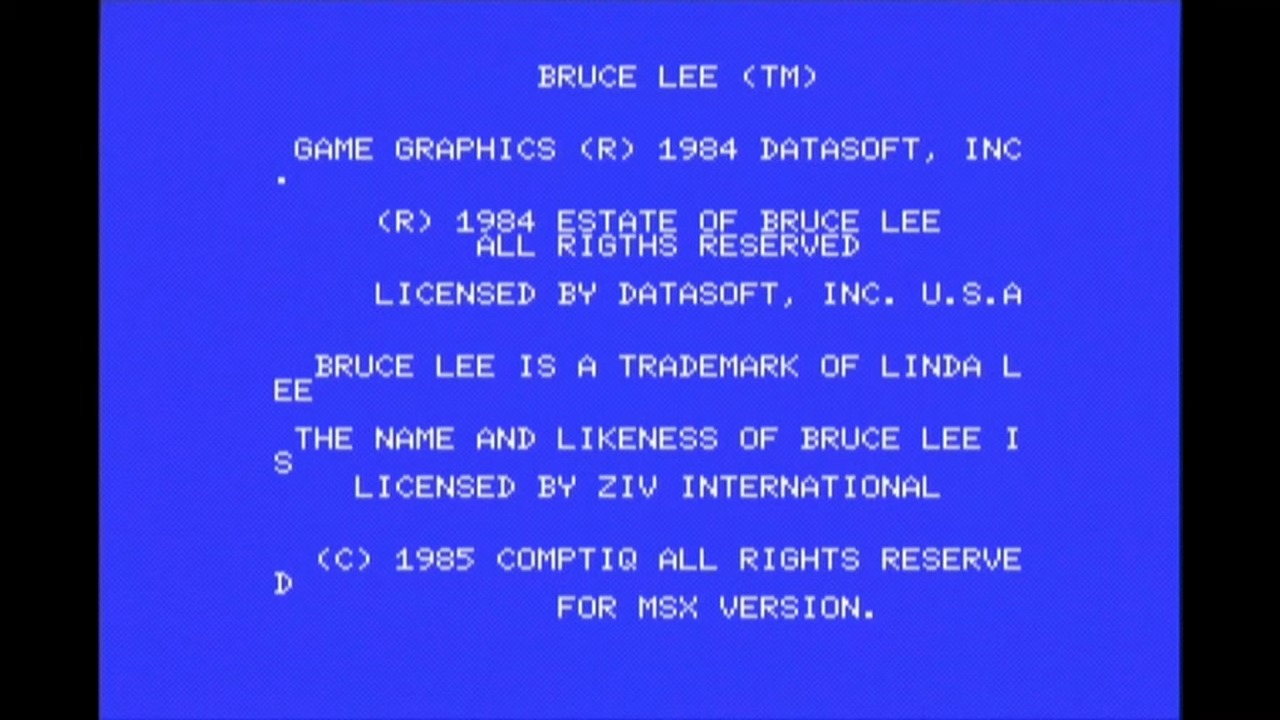 BRUCE LEE (TM)
GAME GRAPHICS (R) 1984 DATASOFT, INC
.
(R) 1984 ESTATE OF BRUCE LEE
ALL RIGTHS RESERVED
LICENSED BY DATASOFT, INC. U.S.A
BRUCE LEE IS A TRADEMARK OF LINDA L
EE
THE NAME AND LIKENESS OF BRUCE LEE I
S
LICENSED BY ZIV INTERNATIONAL
(C) 1985 COMPTIQ ALL RIGHTS RESERVE
D
FOR MSX VERSION.